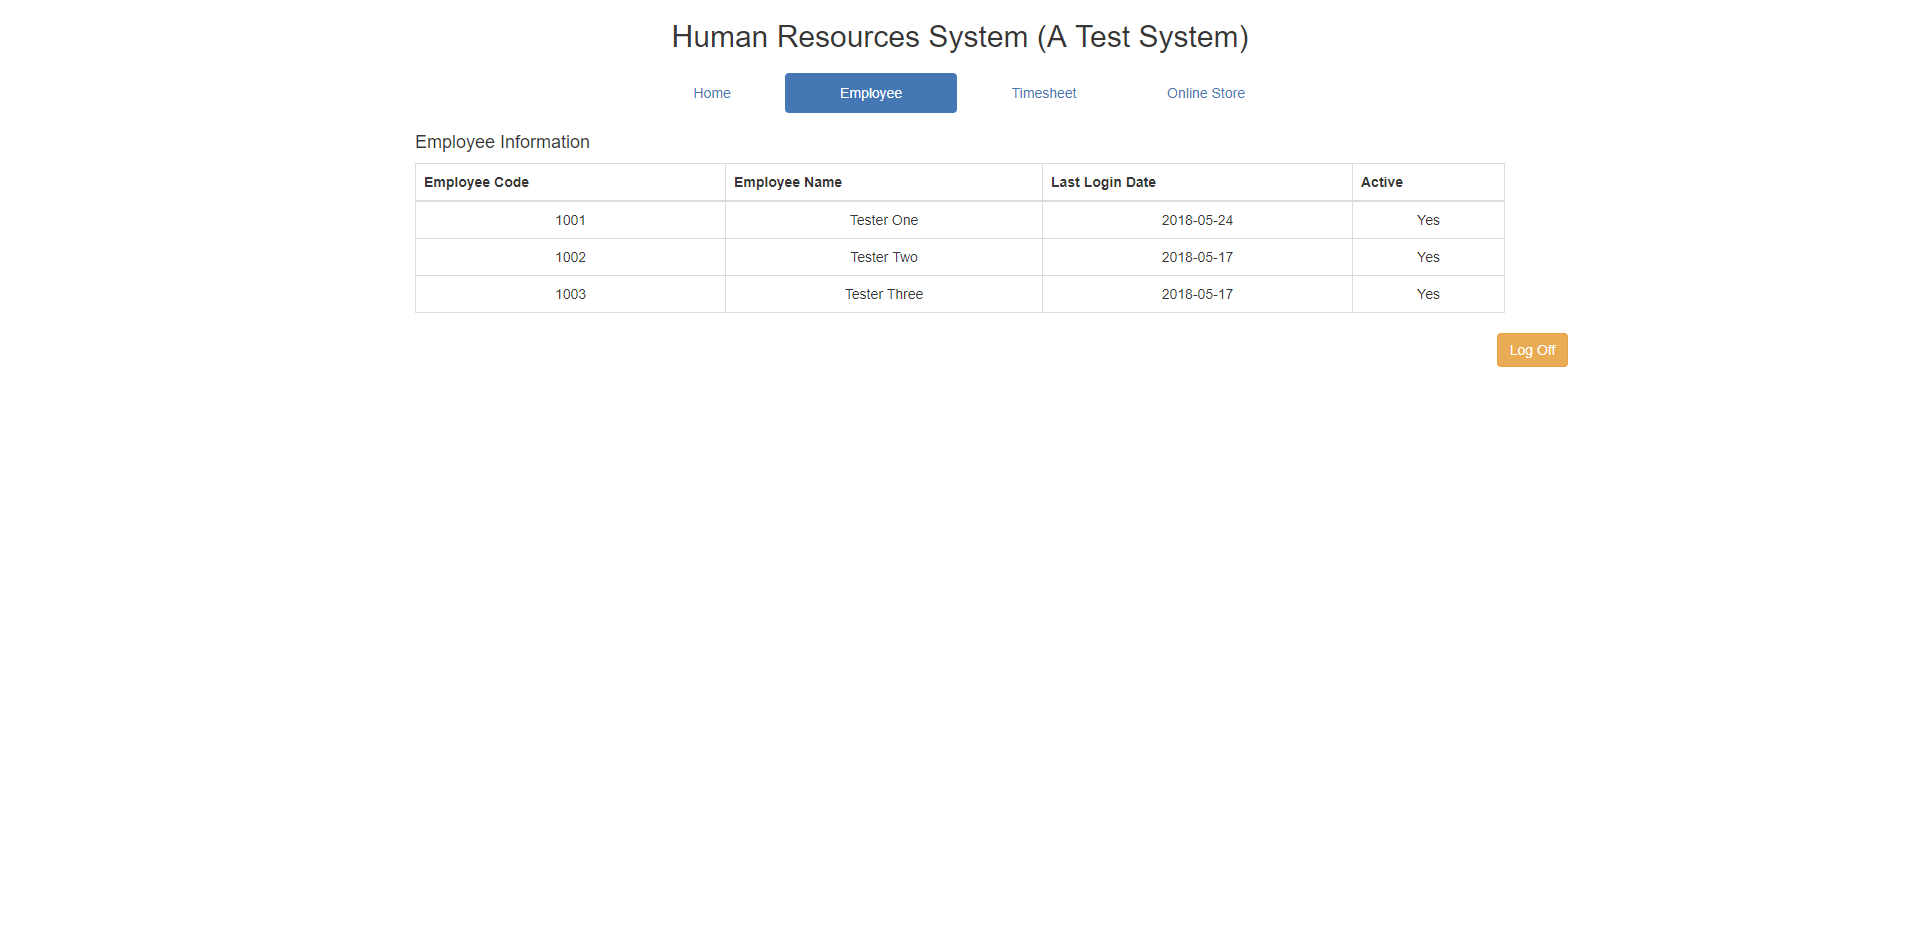 Human Resources System (A Test System)
Home Employee Timesheet Online Store
Employee Information
Employee Code Employee Name Last Login Date Active
1001 Tester One 2018-05-24 Yes
1002 Tester Two 2018-05-17 Yes
1003 Tester Three 2018-05-17 Yes
Log Off